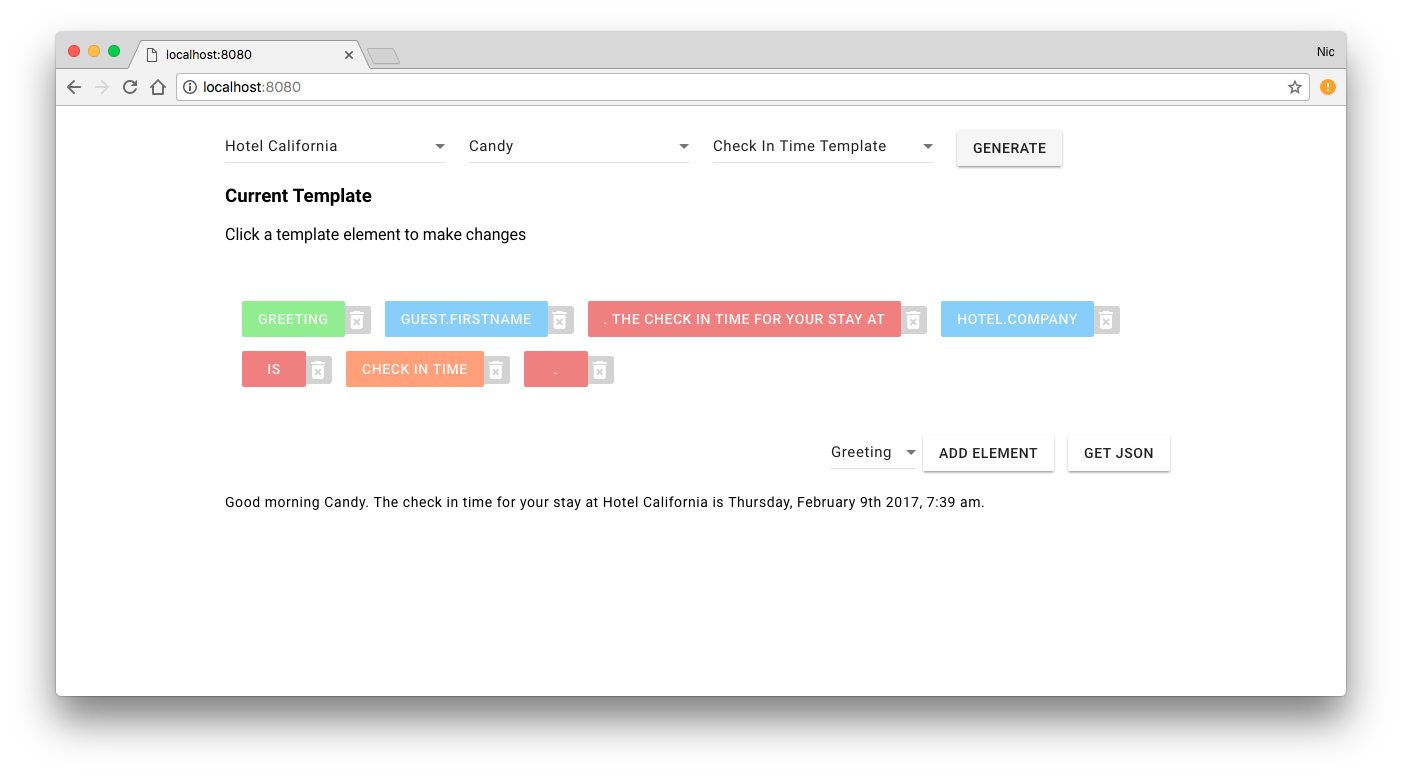 localhost:8080
Nic
localhost:8080
Hotel California Candy Check In Time Template GENERATE
Current Template
Click a template element to make changes
GREETING GUEST.FIRSTNAME . THE CHECK IN TIME FOR YOUR STAY AT HOTEL.COMPANY
IS CHECK IN TIME .
Greeting ADD ELEMENT GET JSON
Good morning Candy. The check in time for your stay at Hotel California is Thursday, February 9th 2017, 7:39 am.